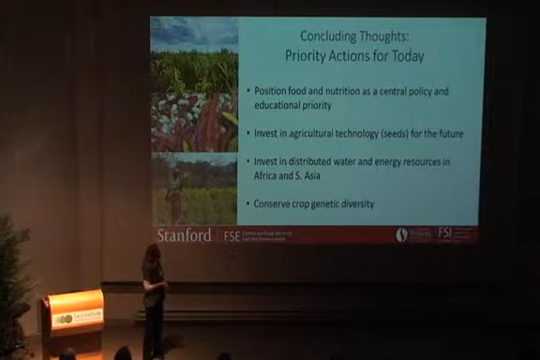 Concluding Thoughts:
Priority Actions for Today
• Position food and nutrition as a central policy and
educational priority
• Invest in agricultural technology (seeds) for the future
• Invest in distributed water and energy resources in
Africa and S. Asia
• Conserve crop genetic diversity
Stanford
FSE
FSI